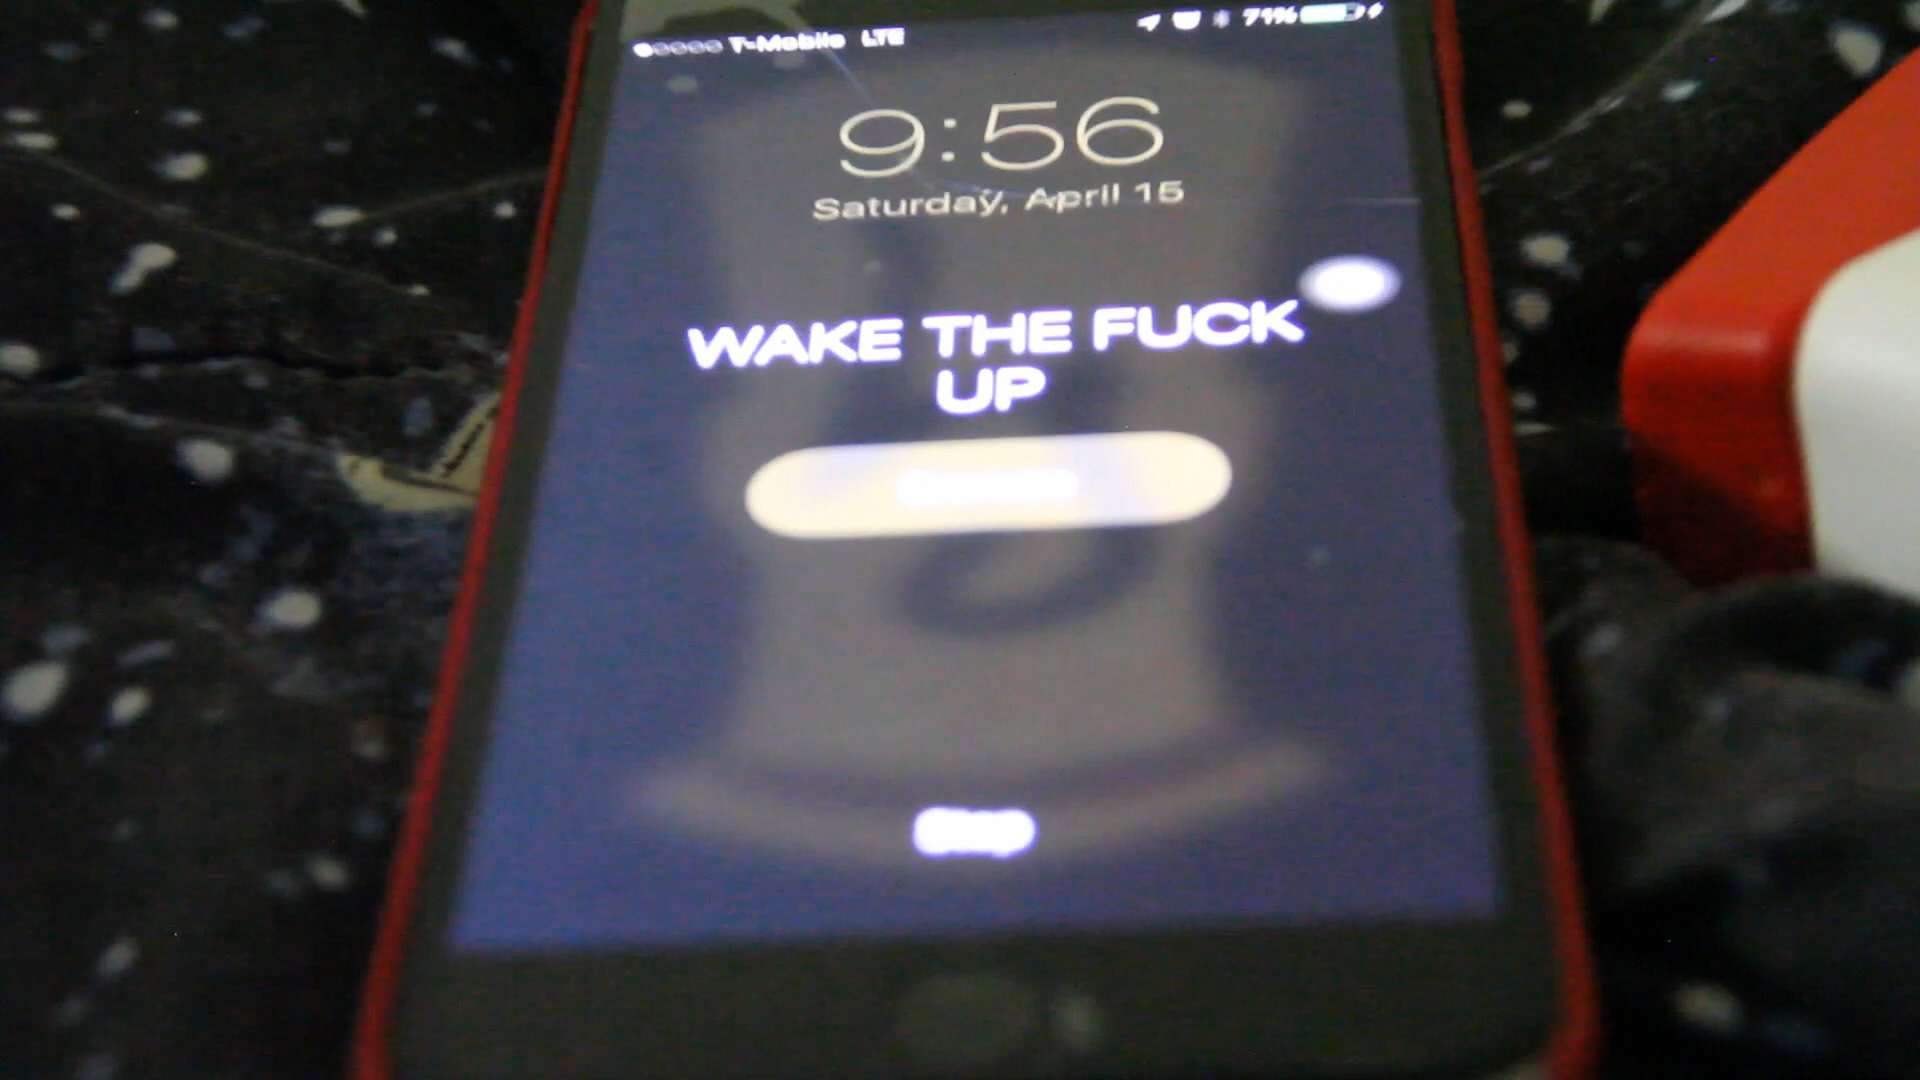 T-Mobile LTE 71%
9:56
Saturday, April 15
WAKE THE FUCK
UP